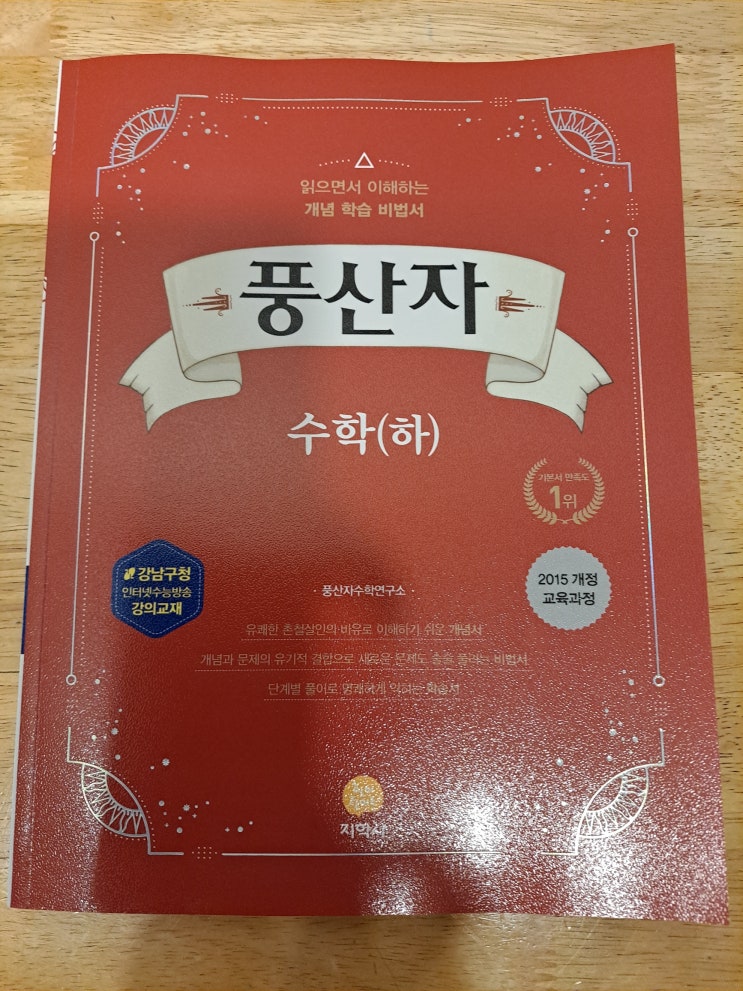 읽으면서 이해하는
개념 학습 비법서
풍산자
수학(하)
기본서 만족도
1위
강남구청
인터넷수능방송
강의교재
2015 개정
교육과정
· 풍산자수학연구소 ·
유쾌한 촌철살인의 비유로 이해하기 쉬운 개념서
개념과 문제의 유기적 결합으로 새로운 문제도 술술 풀리는 비법서
단계별 풀이로 명쾌하게 익히는 학습서
지학사